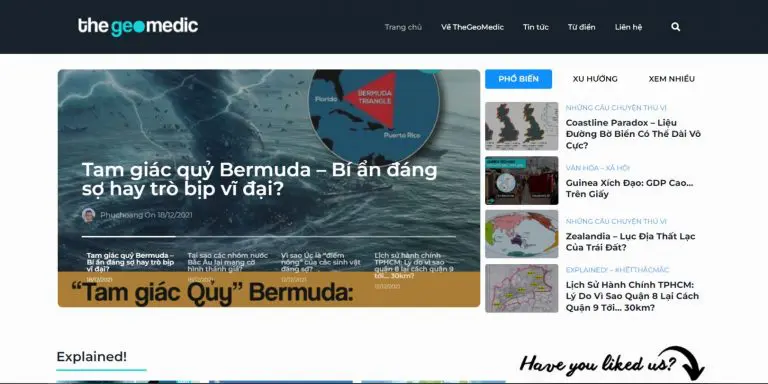 thegeomedic
Trang chủ
Về TheGeoMedic
Tin tức
Từ điển
Liên hệ
Florida
BERMUDA
TRIANGLE
Puerto Rico
Tam giác quỷ Bermuda – Bí ẩn đáng
sợ hay trò bịp vĩ đại?
Phuchoang On 18/12/2021
Tam giác quỷ Bermuda –
Bí ẩn đáng sợ hay trò bịp
vĩ đại?
18/12/2021
Tại sao các nhóm nước
Bắc Âu lại mang cờ
hình thánh giá?
Vì sao Úc là “điểm
nóng” của các sinh vật
đáng sợ?
Lịch sử hành chính
TPHCM: Lý do vì sao
quận 8 lại cách quận 9
tới... 30km?
“Tam giác Quỷ” Bermuda:
PHỔ BIẾN
XU HƯỚNG
XEM NHIỀU
NHỮNG CÂU CHUYỆN THÚ VỊ
Coastline Paradox – Liệu
Đường Bờ Biển Có Thể Dài Vô
Cực?
VĂN HÓA – XÃ HỘI
Guinea Xích Đạo: GDP Cao...
Trên Giấy
NHỮNG CÂU CHUYỆN THÚ VỊ
Zealandia – Lục Địa Thất Lạc
Của Trái Đất?
EXPLAINED' – #HẾTTHẮCMẮC
Lịch Sử Hành Chính TPHCM:
Lý Do Vì Sao Quận 8 Lại Cách
Quận 9 Tới... 30km?
Explained!
Have you liked us?